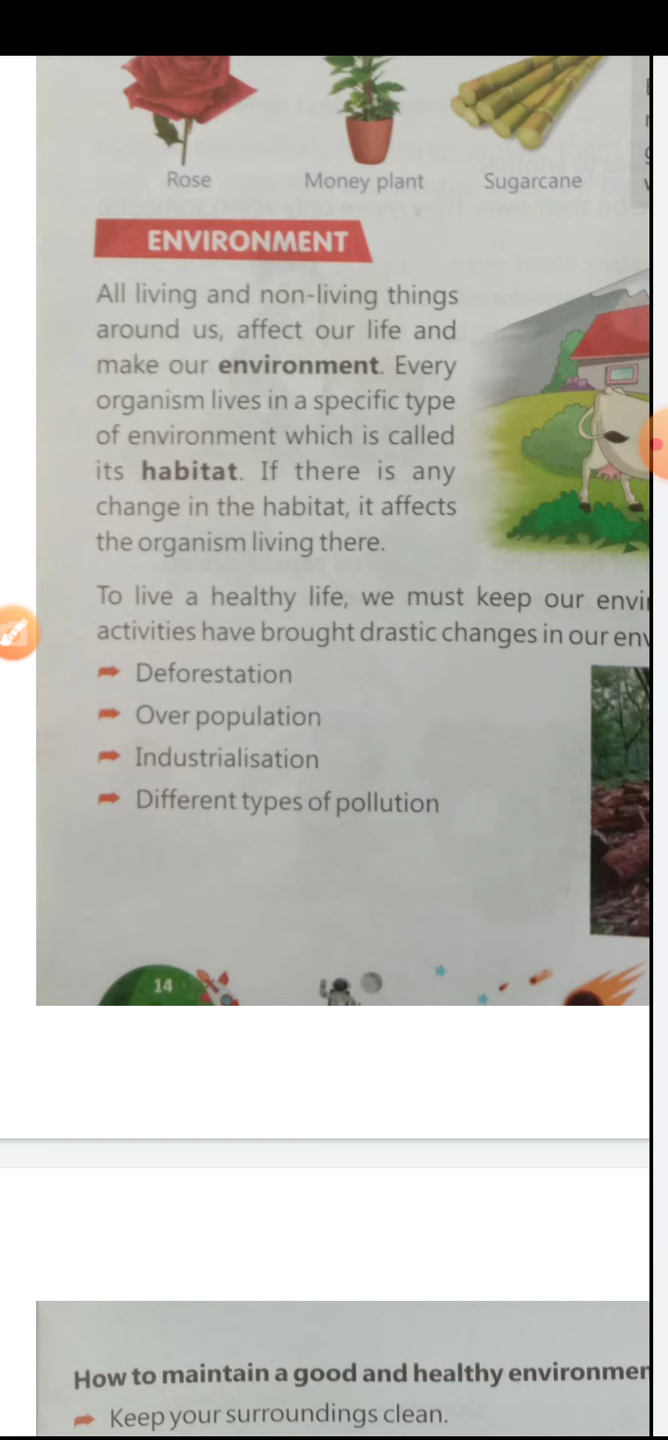 Rose
Money plant
Sugarcane
ENVIRONMENT
All living and non-living things
around us, affect our life and
make our environment. Every
organism lives in a specific type
of environment which is called
its habitat. If there is any
change in the habitat, it affects
the organism living there.
To live a healthy life, we must keep our
activities have brought drastic changes in our
Deforestation
Over population
Industrialisation
Different types of pollution
14
How to maintain a good and healthy
Keep your surroundings clean.